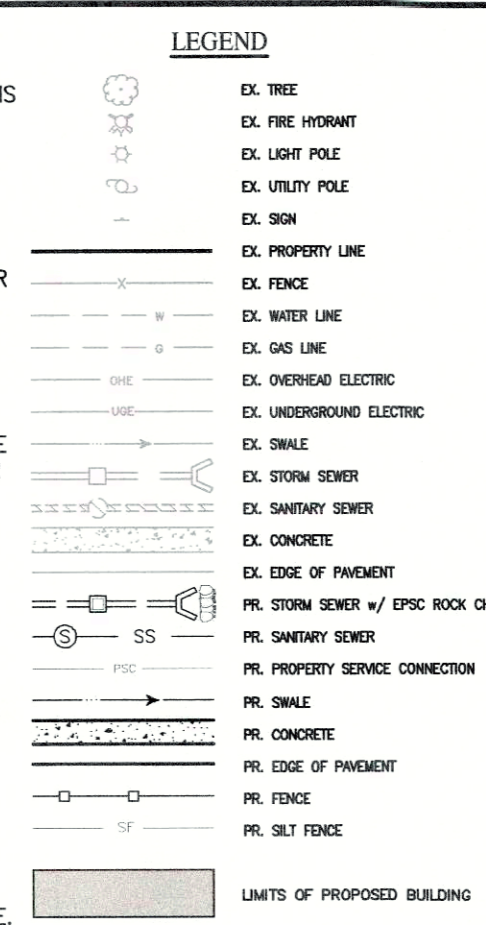 LEGEND
EX. TREE
EX. FIRE HYDRANT
EX. LIGHT POLE
EX. UTILITY POLE
EX. SIGN
EX. PROPERTY LINE
X EX. FENCE
W EX. WATER LINE
G EX. GAS LINE
OHE EX. OVERHEAD ELECTRIC
UGE EX. UNDERGROUND ELECTRIC
EX. SWALE
EX. STORM SEWER
EX. SANITARY SEWER
EX. CONCRETE
EX. EDGE OF PAVEMENT
PR. STORM SEWER w/ EPSC ROCK
S SS PR. SANITARY SEWER
PSC PR. PROPERTY SERVICE CONNECTION
PR. SWALE
PR. CONCRETE
PR. EDGE OF PAVEMENT
PR. FENCE
SF PR. SILT FENCE
LIMITS OF PROPOSED BUILDING